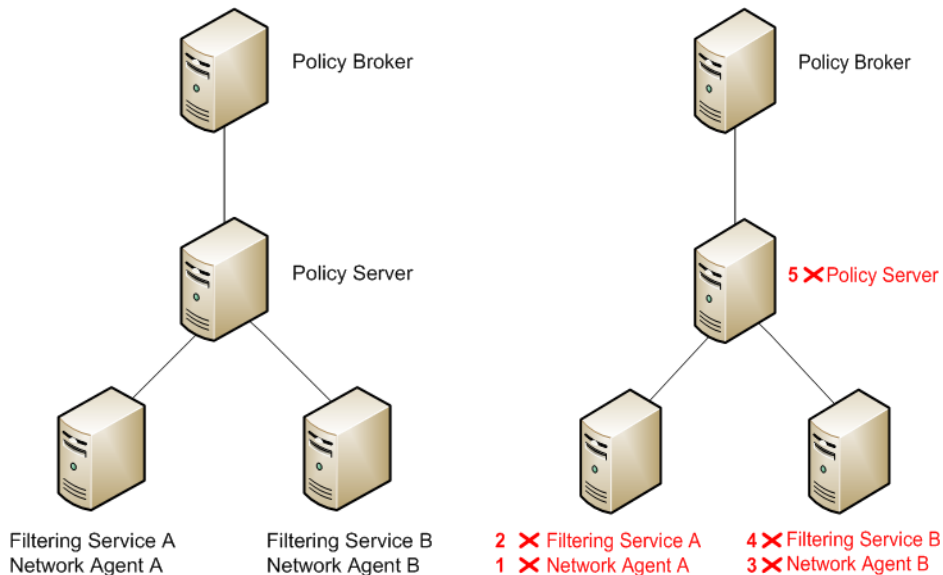 Policy Broker
Policy Server
Filtering Service A
Network Agent A
Filtering Service B
Network Agent B
Policy Broker
5 ✕ Policy Server
2 ✕ Filtering Service A
1 ✕ Network Agent A
4 ✕ Filtering Service B
3 ✕ Network Agent B